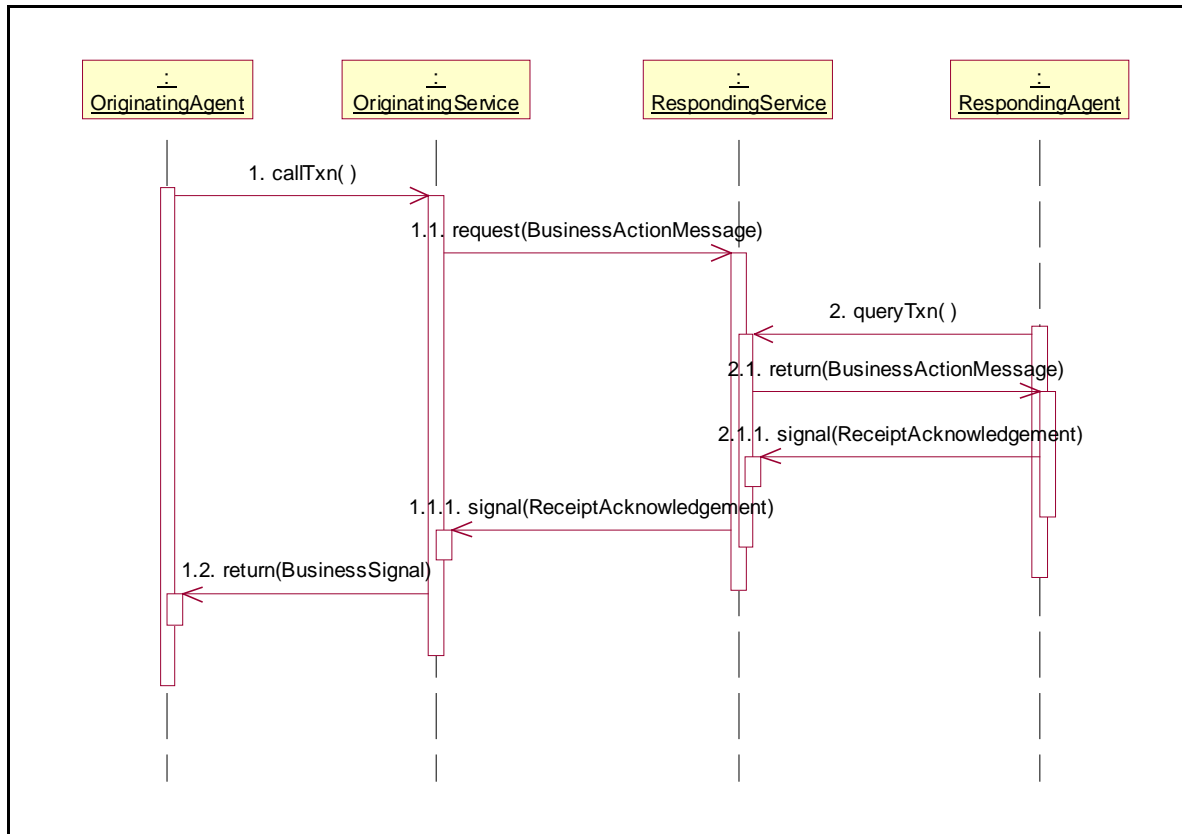 :
OriginatingAgent
:
OriginatingService
:
RespondingService
:
RespondingAgent
1. callTxn( )
1.1. request(BusinessActionMessage)
2. queryTxn( )
2.1. return(BusinessActionMessage)
2.1.1. signal(ReceiptAcknowledgement)
1.1.1. signal(ReceiptAcknowledgement)
1.2. return(BusinessSignal)